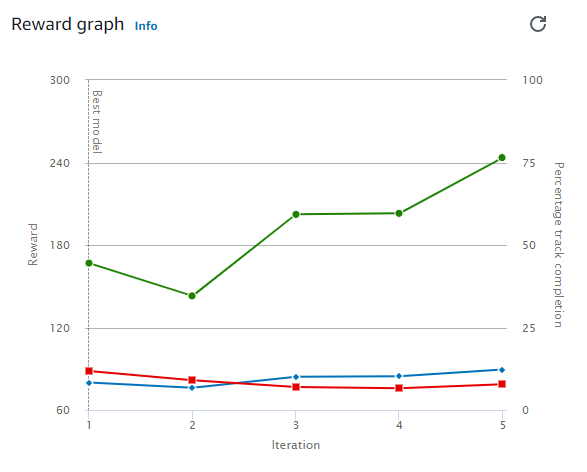 Reward graph Info
300
240
180
120
60
Reward
Best model
100
75
50
25
0
Percentage track completion
1 2 3 4 5
Iteration